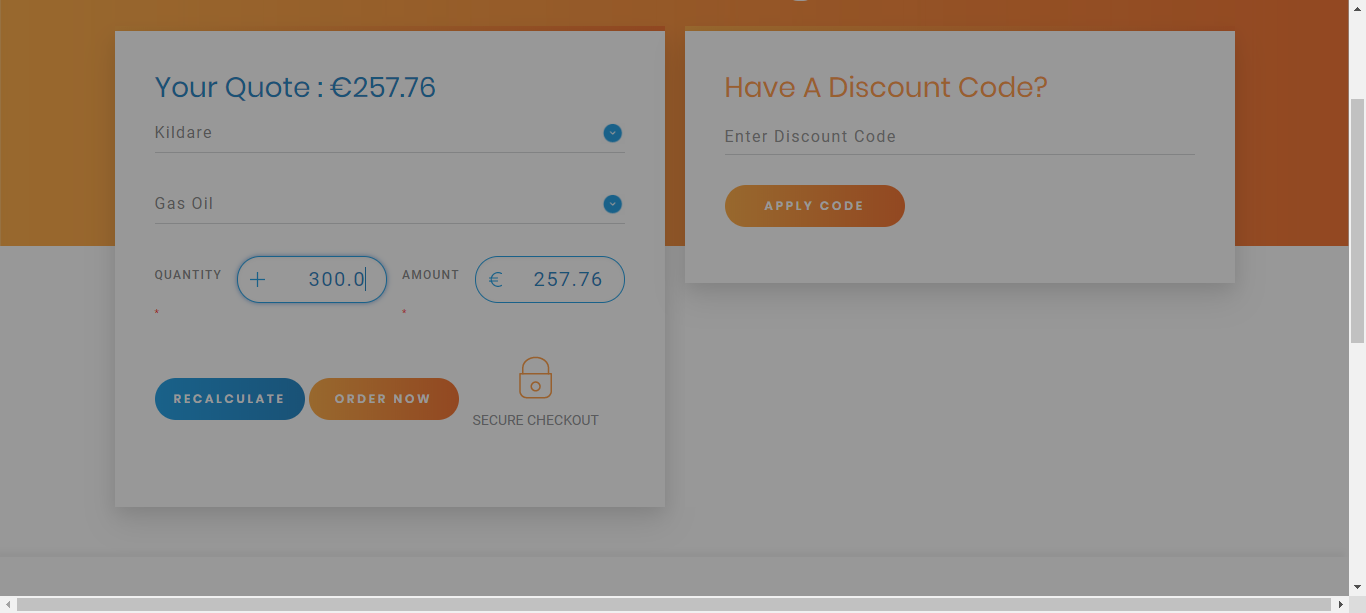 Your Quote : €257.76
Kildare
Gas Oil
QUANTITY
*
+ 300.0
AMOUNT
*
€ 257.76
RECALCULATE
ORDER NOW
SECURE CHECKOUT
Have A Discount Code?
Enter Discount Code
APPLY CODE